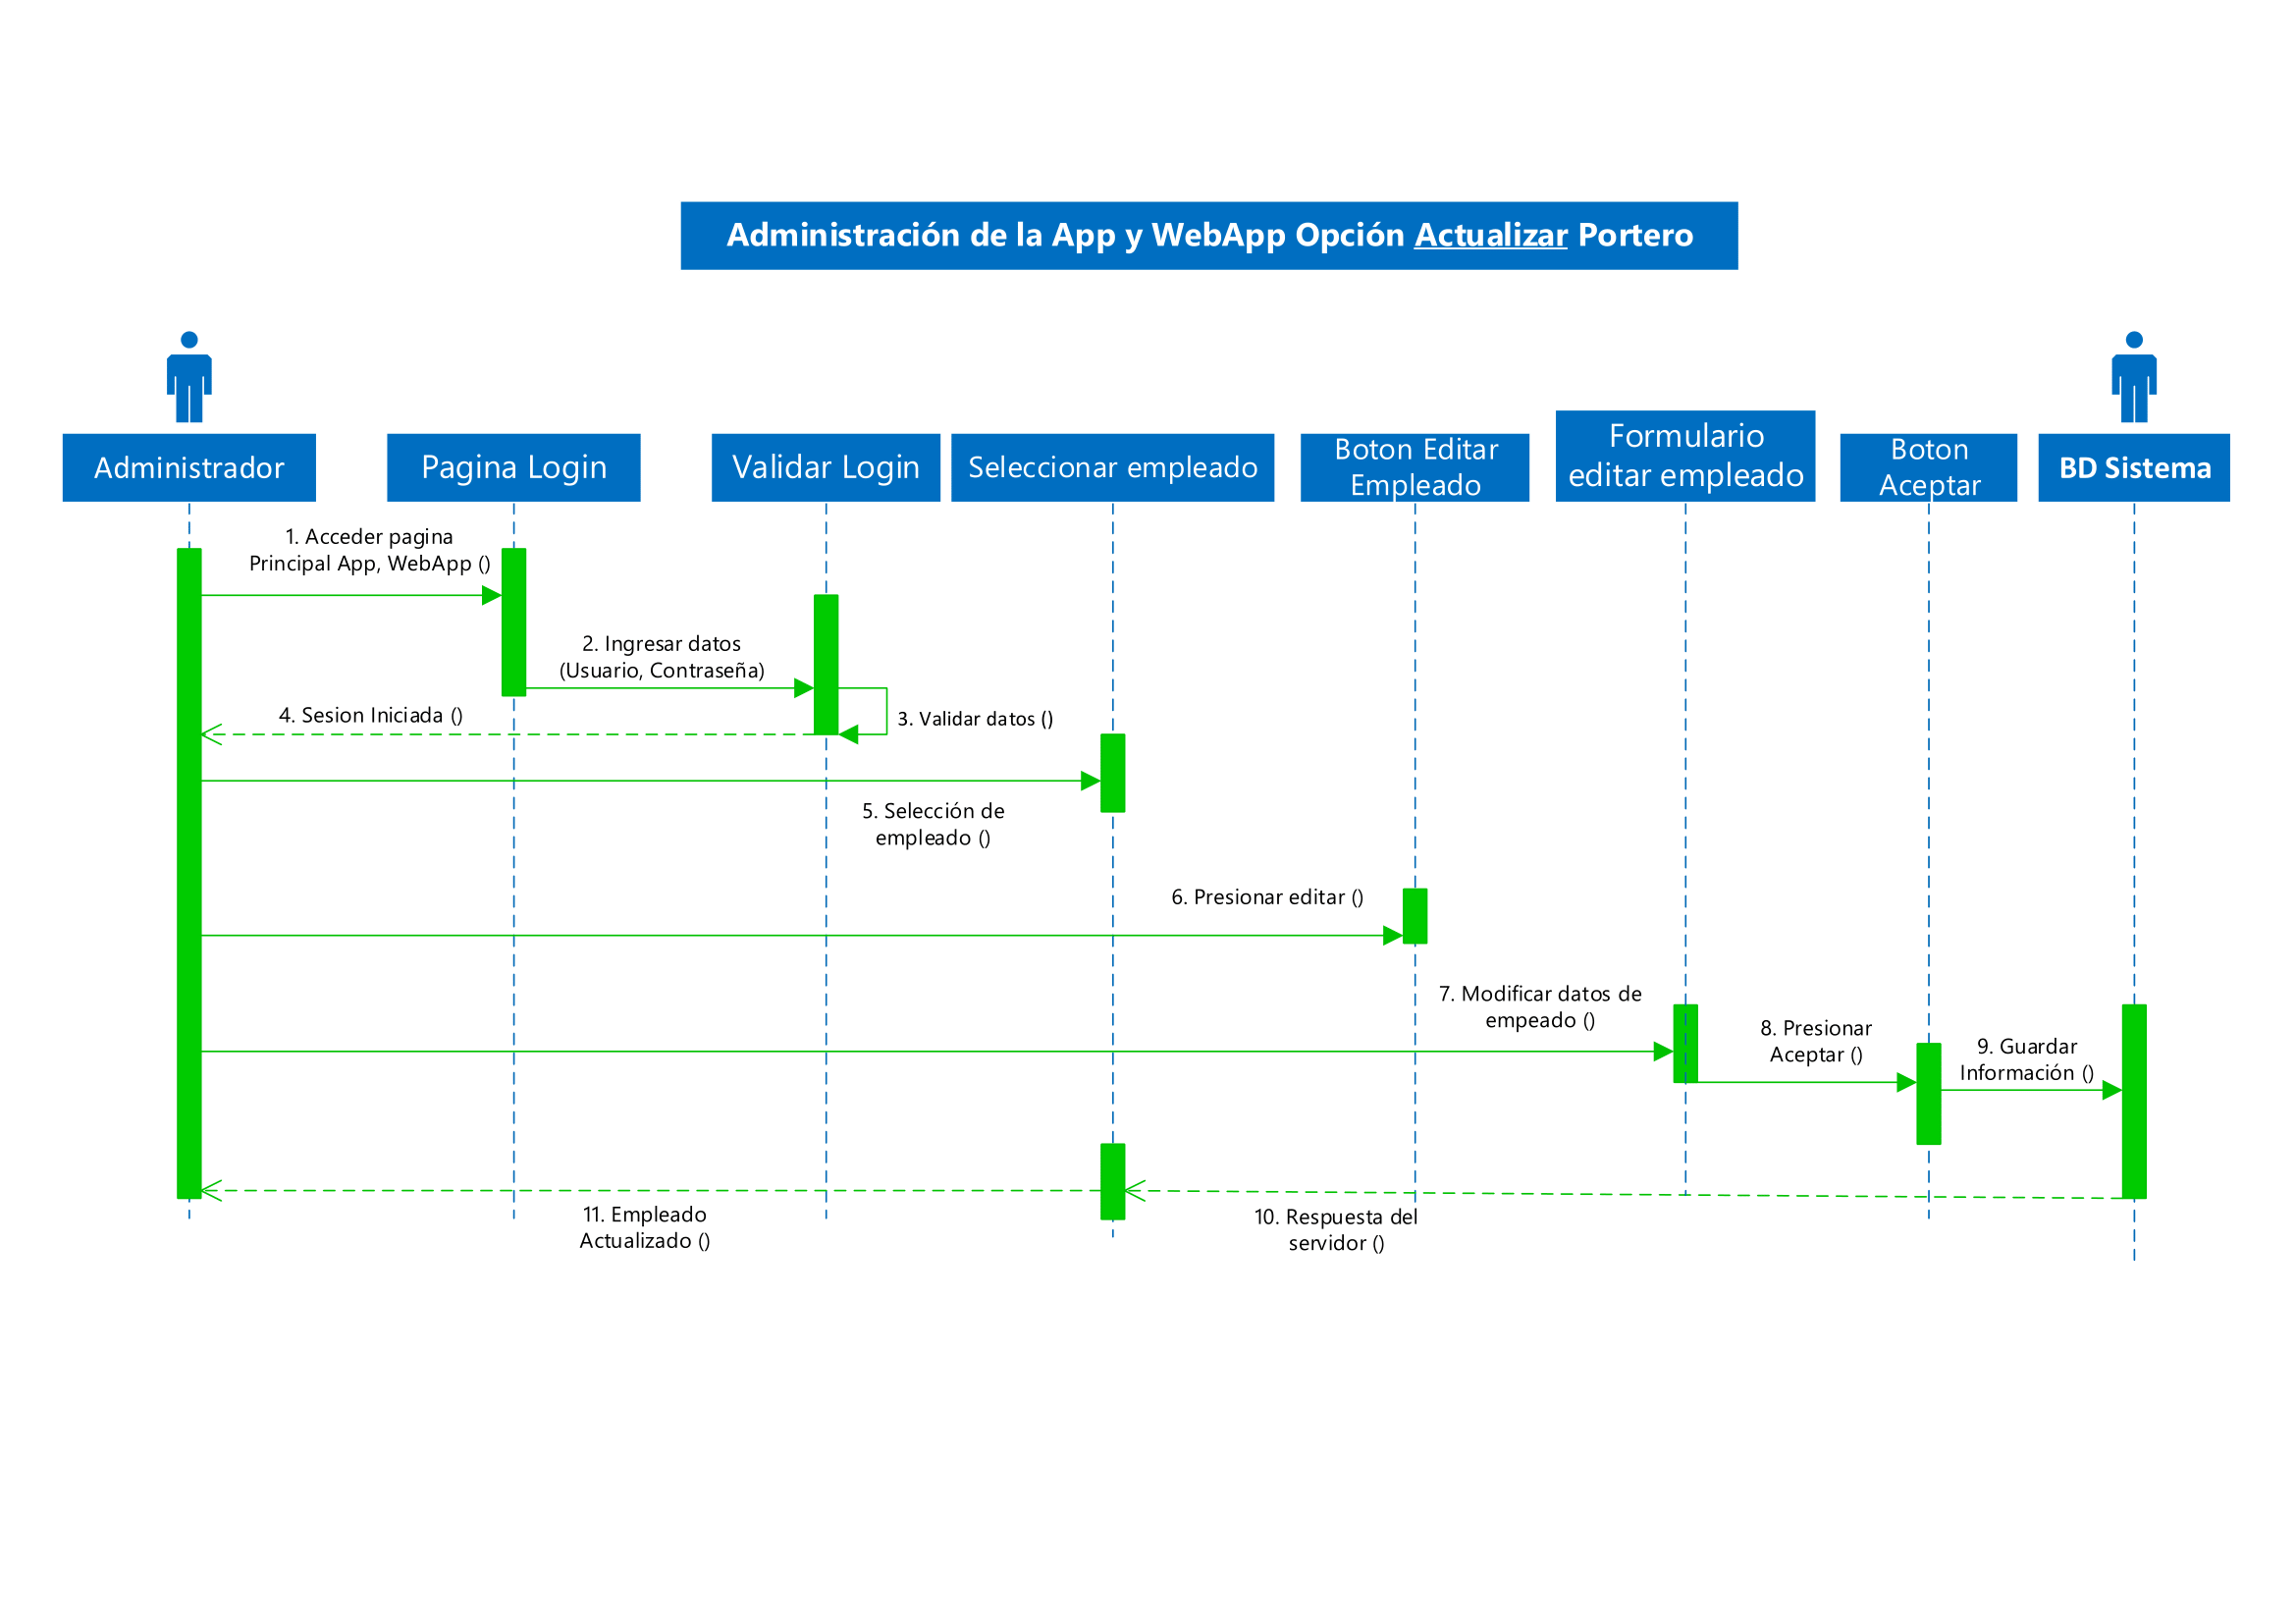 Administración de la App y WebApp Opción Actualizar Portero
Administrador
Pagina Login
Validar Login
Seleccionar empleado
Boton Editar
Empleado
Formulario
editar empleado
Boton
Aceptar
BD Sistema
1. Acceder pagina
Principal App, WebApp ()
2. Ingresar datos
(Usuario, Contraseña)
3. Validar datos ()
4. Sesion Iniciada ()
5. Selección de
empleado ()
6. Presionar editar ()
7. Modificar datos de
empeado ()
8. Presionar
Aceptar ()
9. Guardar
Información ()
10. Respuesta del
servidor ()
11. Empleado
Actualizado ()